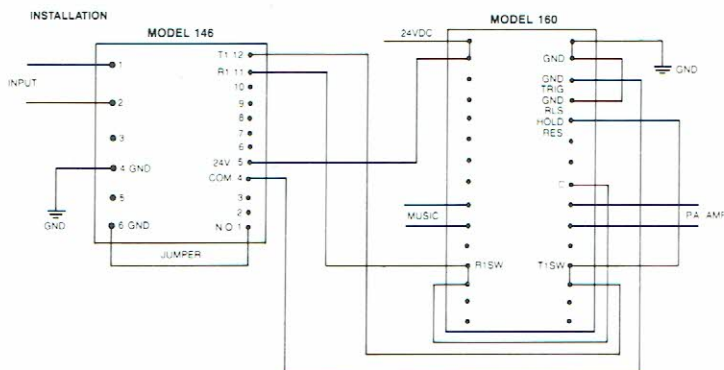 INSTALLATION
MODEL 146
MODEL 160
INPUT
1
2
3
4 GND
5
6 GND
GND
T1 12
R1 11
10
9
8
7
6
24V 5
COM 4
3
2
N.O. 1
JUMPER
24VDC
GND
GND
GND
TRIG
GND
RLS
HOLD
RES
C
MUSIC
P.A. AMP
R1SW
T1SW